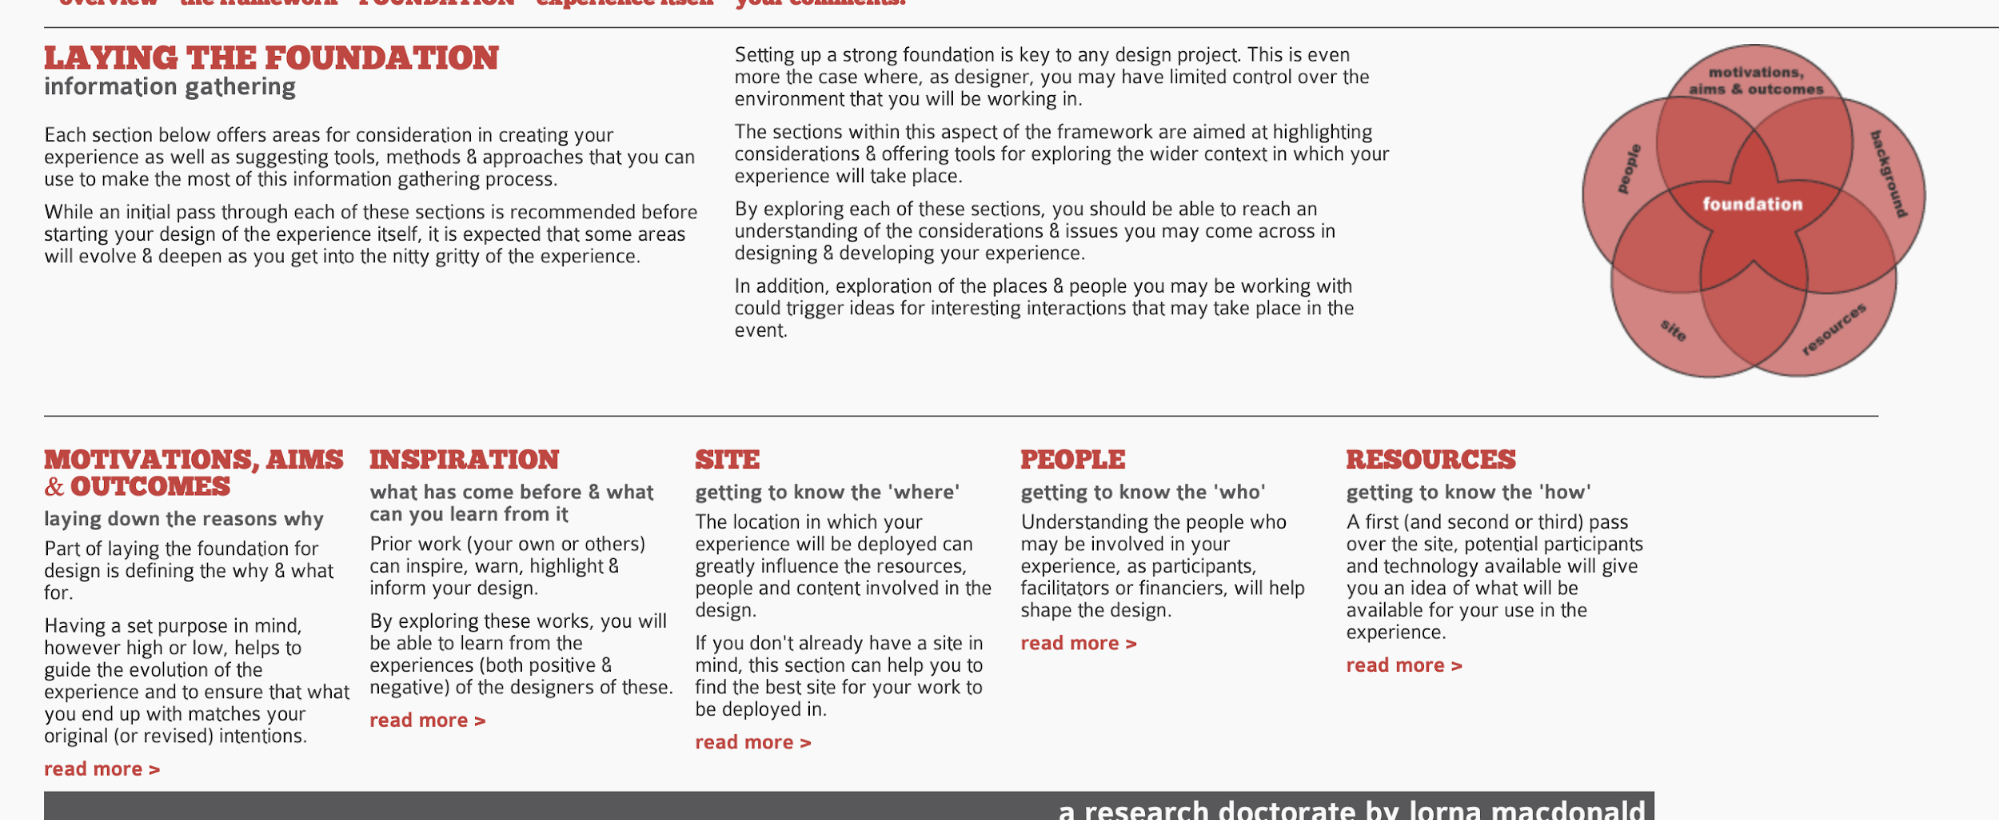 overview the framework FOUNDATION experience itself your comments!
LAYING THE FOUNDATION
information gathering
Each section below offers areas for consideration in creating your
experience as well as suggesting tools, methods & approaches that you can
use to make the most of this information gathering process.
While an initial pass through each of these sections is recommended before
starting your design of the experience itself, it is expected that some areas
will evolve & deepen as you get into the nitty gritty of the experience.
Setting up a strong foundation is key to any design project. This is even
more the case where, as designer, you may have limited control over the
environment that you will be working in.
The sections within this aspect of the framework are aimed at highlighting
considerations & offering tools for exploring the wider context in which your
experience will take place.
By exploring each of these sections, you should be able to reach an
understanding of the considerations & issues you may come across in
designing & developing your experience.
In addition, exploration of the places & people you may be working with
could trigger ideas for interesting interactions that may take place in the
event.
motivations,
aims & outcomes
people
background
foundation
site
resources
MOTIVATIONS, AIMS
& OUTCOMES
laying down the reasons why
Part of laying the foundation for
design is defining the why & what
for.
Having a set purpose in mind,
however high or low, helps to
guide the evolution of the
experience and to ensure that what
you end up with matches your
original (or revised) intentions.
read more >
INSPIRATION
what has come before & what
can you learn from it
Prior work (your own or others)
can inspire, warn, highlight &
inform your design.
By exploring these works, you will
be able to learn from the
experiences (both positive &
negative) of the designers of these.
read more >
SITE
getting to know the 'where'
The location in which your
experience will be deployed can
greatly influence the resources,
people and content involved in the
design.
If you don't already have a site in
mind, this section can help you to
find the best site for your work to
be deployed in.
read more >
PEOPLE
getting to know the 'who'
Understanding the people who
may be involved in your
experience, as participants,
facilitators or financiers, will help
shape the design.
read more >
RESOURCES
getting to know the 'how'
A first (and second or third) pass
over the site, potential participants
and technology available will give
you an idea of what will be
available for your use in the
experience.
read more >
a research doctorate by lorna macdonald